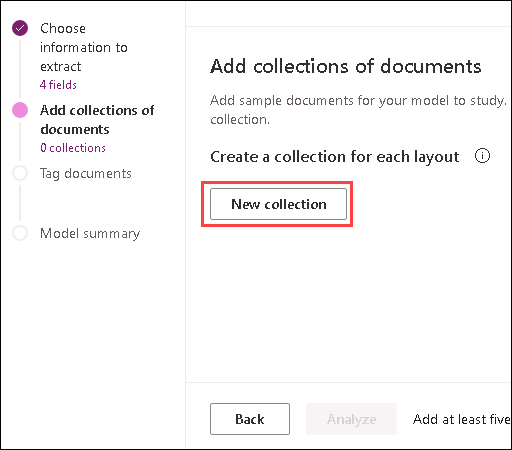 Choose
information to
extract
4 fields
Add collections of
documents
0 collections
Tag documents
Model summary
Add collections of documents
Add sample documents for your model to study.
collection.
Create a collection for each layout
New collection
Back
Analyze
Add at least five